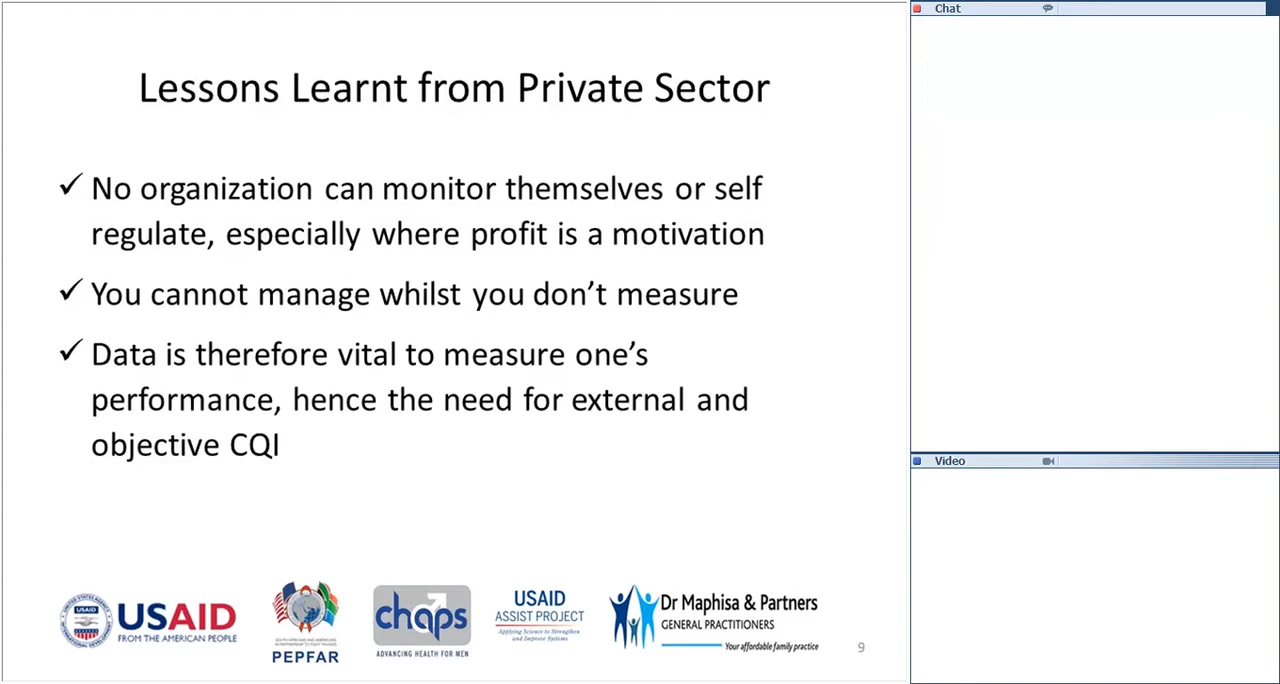 Lessons Learnt from Private Sector
✓ No organization can monitor themselves or self
regulate, especially where profit is a motivation
✓ You cannot manage whilst you don’t measure
✓ Data is therefore vital to measure one’s
performance, hence the need for external and
objective CQI
USAID
USAID
FROM THE AMERICAN PEOPLE
PEPFAR
chaps
ADVANCING HEALTH FOR MEN
USAID
ASSIST PROJECT
Applying Science to Strengthen
and Improve Systems
Dr Maphisa & Partners
GENERAL PRACTITIONERS
Your affordable family practice
9
Chat
Video